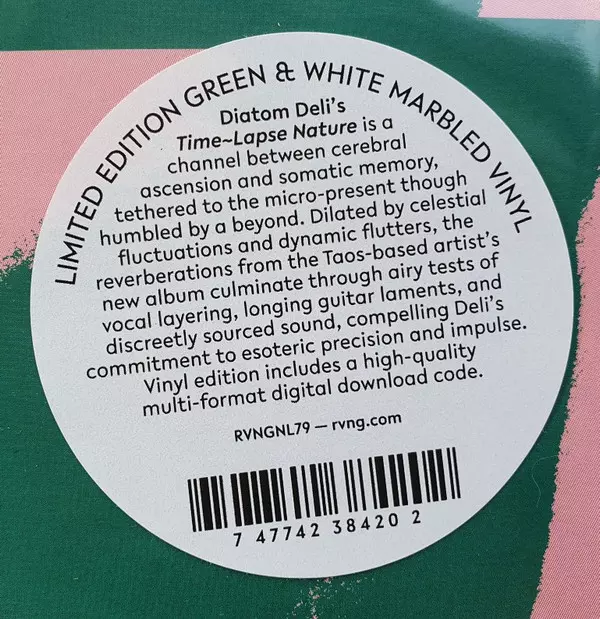 LIMITED EDITION GREEN & WHITE MARBLED VINYL
Diatom Deli's
Time~Lapse Nature is a
channel between cerebral
ascension and somatic memory,
tethered to the micro-present though
humbled by a beyond. Dilated by celestial
fluctuations and dynamic flutters, the
reverberations from the Taos-based artist's
new album culminate through airy tests of
vocal layering, longing guitar laments, and
discreetly sourced sound, compelling Deli's
commitment to esoteric precision and impulse.
Vinyl edition includes a high-quality
multi-format digital download code.
RVNGNL79 — rvng.com
7 47742 38420 2